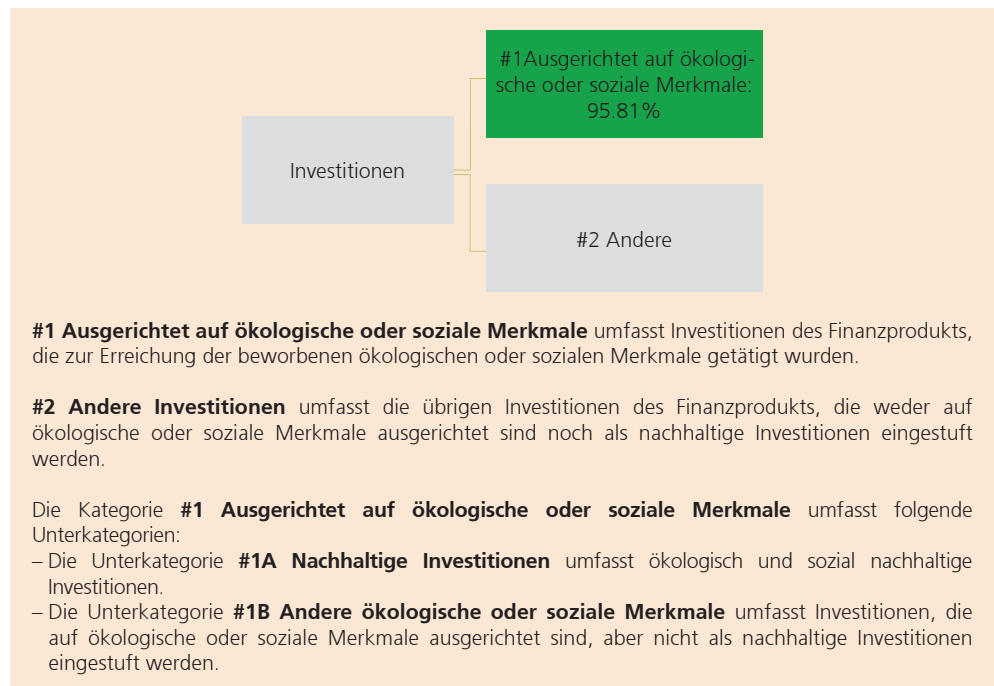 #1Ausgerichtet auf ökologi-
sche oder soziale Merkmale:
95.81%
Investitionen
#2 Andere
#1 Ausgerichtet auf ökologische oder soziale Merkmale umfasst Investitionen des Finanzprodukts,
die zur Erreichung der beworbenen ökologischen oder sozialen Merkmale getätigt wurden.
#2 Andere Investitionen umfasst die übrigen Investitionen des Finanzprodukts, die weder auf
ökologische oder soziale Merkmale ausgerichtet sind noch als nachhaltige Investitionen eingestuft
werden.
Die Kategorie #1 Ausgerichtet auf ökologische oder soziale Merkmale umfasst folgende
Unterkategorien:
– Die Unterkategorie #1A Nachhaltige Investitionen umfasst ökologisch und sozial nachhaltige
Investitionen.
– Die Unterkategorie #1B Andere ökologische oder soziale Merkmale umfasst Investitionen, die
auf ökologische oder soziale Merkmale ausgerichtet sind, aber nicht als nachhaltige Investitionen
eingestuft werden.